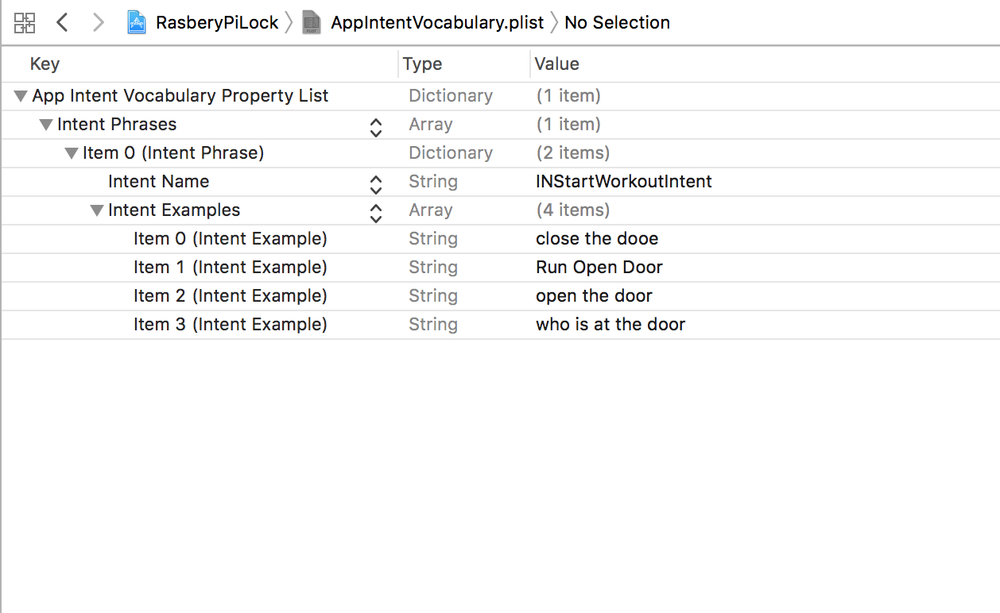 RasberyPiLock AppIntentVocabulary.plist No Selection
Key Type Value
App Intent Vocabulary Property List Dictionary (1 item)
Intent Phrases Array (1 item)
Item 0 (Intent Phrase) Dictionary (2 items)
Intent Name String INStartWorkoutIntent
Intent Examples Array (4 items)
Item 0 (Intent Example) String close the dooe
Item 1 (Intent Example) String Run Open Door
Item 2 (Intent Example) String open the door
Item 3 (Intent Example) String who is at the door